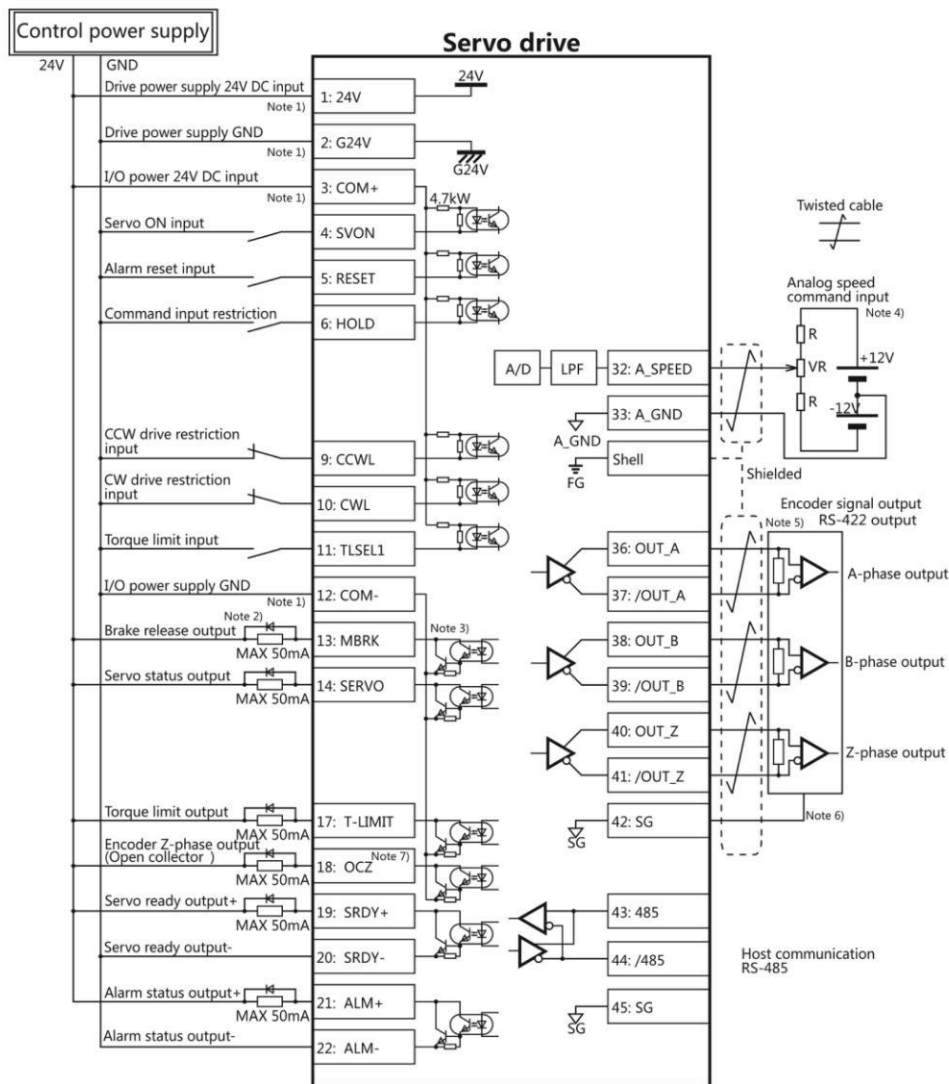 Control power supply
Servo drive
24V
GND
24V
Drive power supply 24V DC input
Note 1)
1: 24V
Drive power supply GND
Note 1)
2: G24V
G24V
I/O power 24V DC input
Note 1)
3: COM+
4.7kW
Servo ON input
4: SVON
Alarm reset input
5: RESET
Command input restriction
6: HOLD
CCW drive restriction
input
9: CCWL
CW drive restriction
input
10: CWL
Torque limit input
11: TLSEL1
I/O power supply GND
Note 1)
12: COM-
Note 2)
Brake release output
MAX 50mA
13: MBRK
Note 3)
Servo status output
MAX 50mA
14: SERVO
Torque limit output
MAX 50mA
17: T-LIMIT
Encoder Z-phase output
(Open collector )
MAX 50mA
18: OCZ
Note 7)
Servo ready output+
MAX 50mA
19: SRDY+
Servo ready output-
20: SRDY-
Alarm status output+
MAX 50mA
21: ALM+
Alarm status output-
22: ALM-
Twisted cable
Analog speed
command input
Note 4)
R
VR
R
+12V
-12V
A/D
LPF
32: A_SPEED
33: A_GND
A_GND
Shell
FG
Shielded
Encoder signal output
RS-422 output
Note 5)
36: OUT_A
37: /OUT_A
A-phase output
38: OUT_B
39: /OUT_B
B-phase output
40: OUT_Z
41: /OUT_Z
Z-phase output
42: SG
SG
Note 6)
43: 485
44: /485
Host communication
RS-485
45: SG
SG